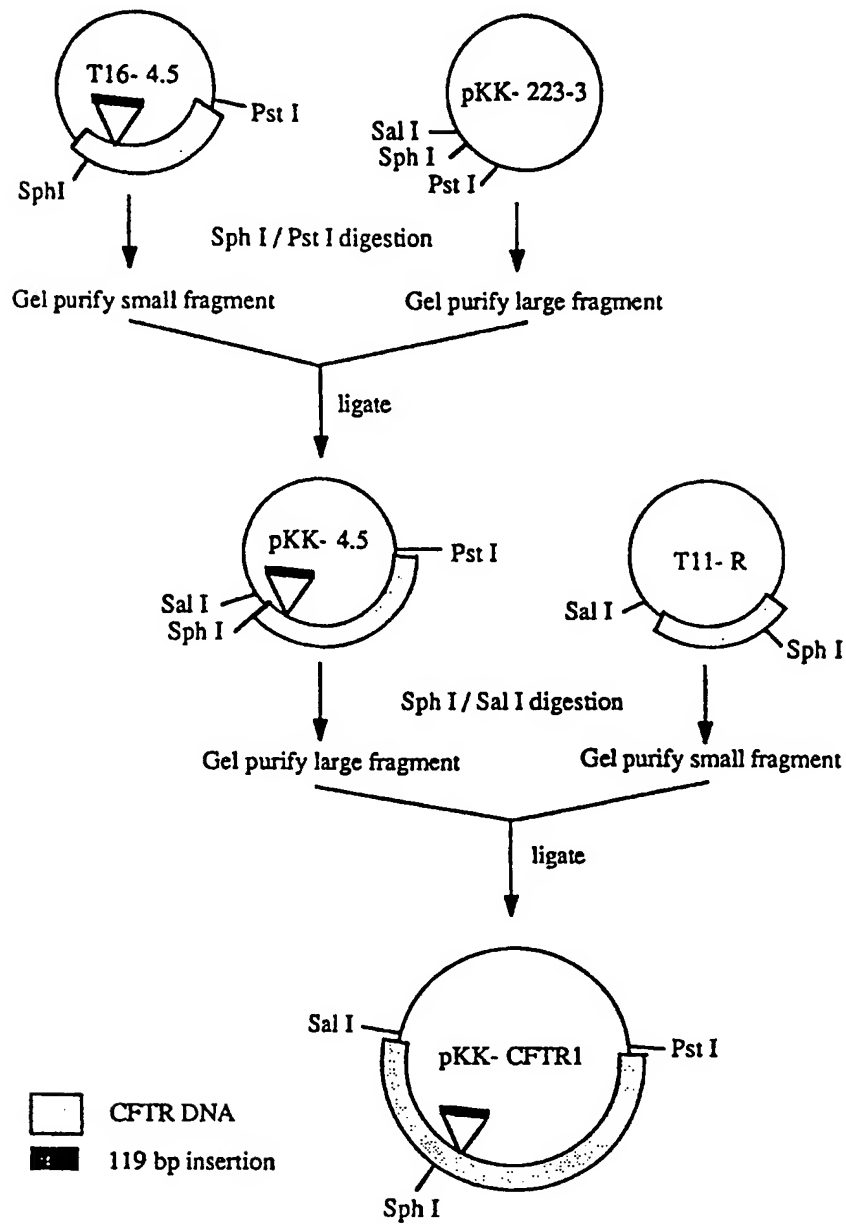 T16- 4.5
Pst I
SphI
pKK- 223-3
Sal I
Sph I
Pst I
Sph I / Pst I digestion
Gel purify small fragment
Gel purify large fragment
ligate
pKK- 4.5
Pst I
Sal I
Sph I
T11- R
Sal I
Sph I
Sph I / Sal I digestion
Gel purify large fragment
Gel purify small fragment
ligate
Sal I
pKK- CFTR1
Pst I
Sph I
CFTR DNA
119 bp insertion